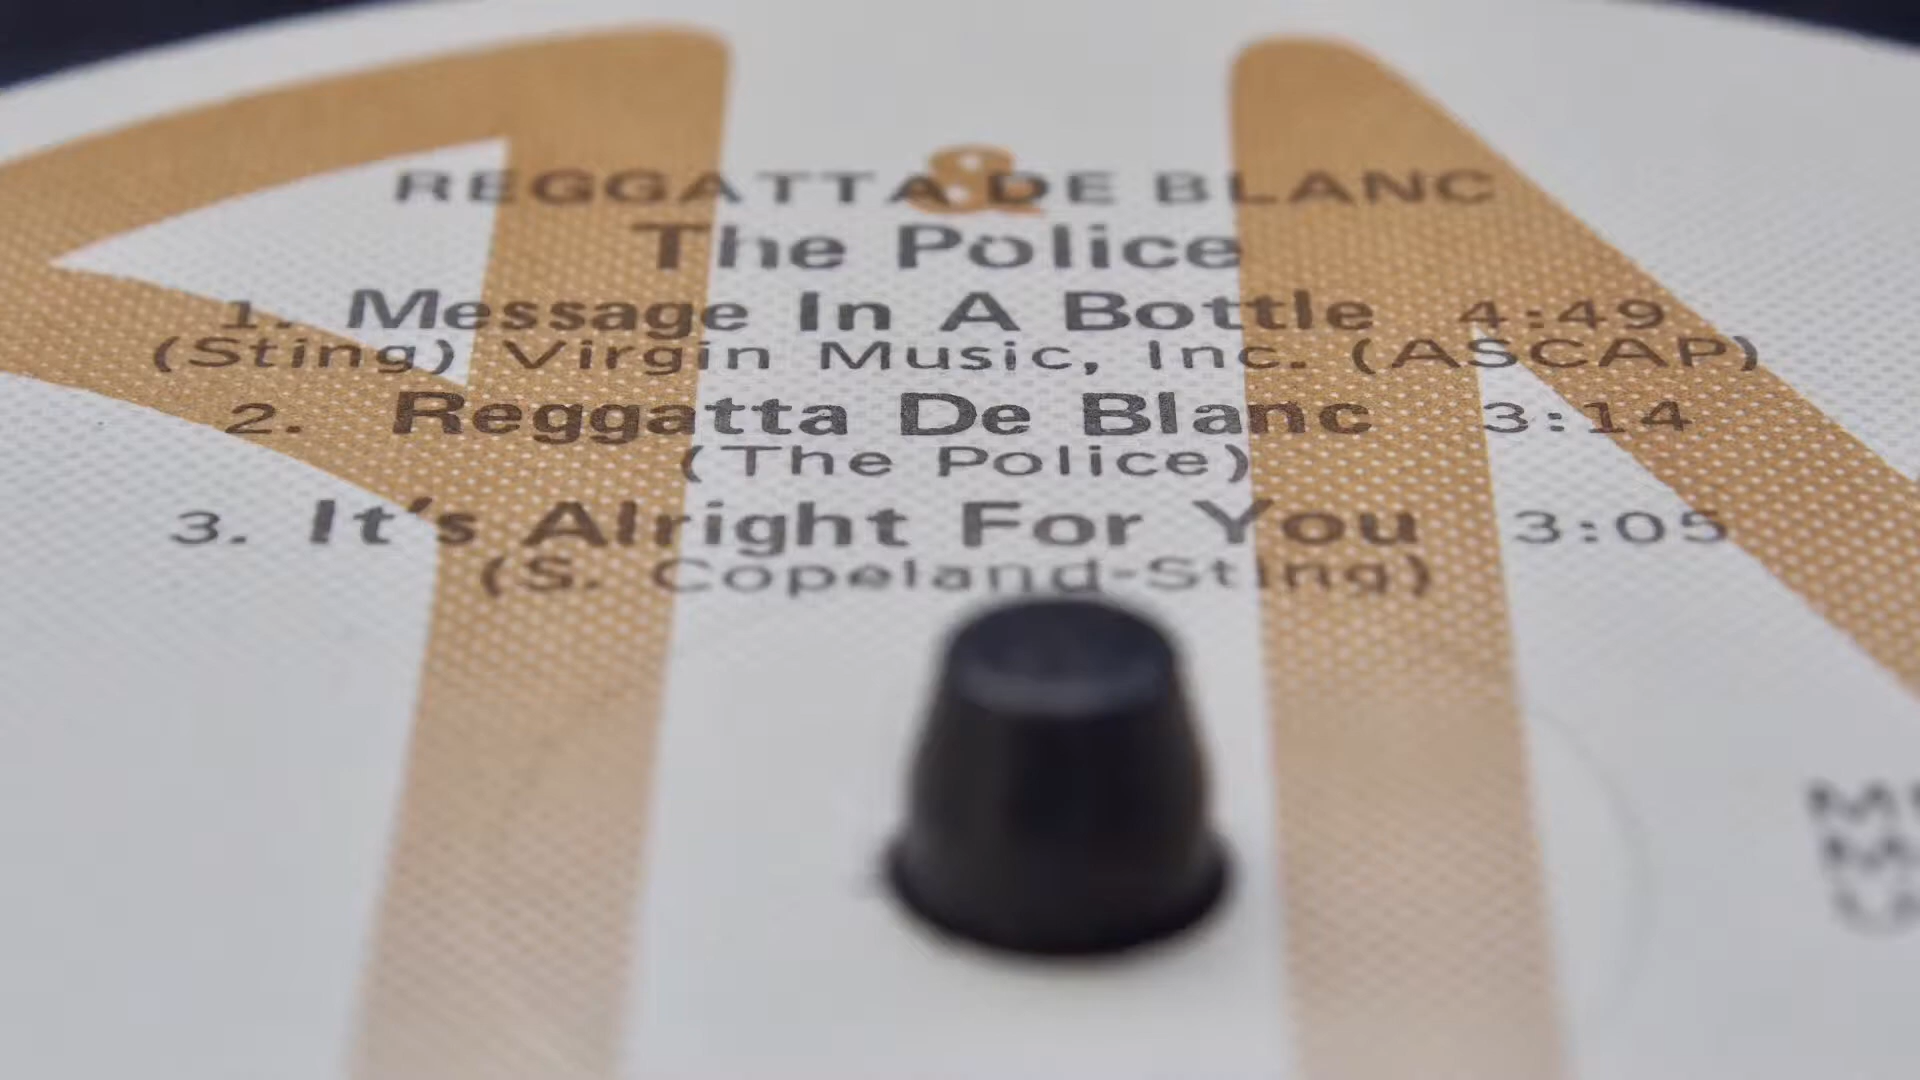 &
REGGATTA DE BLANC
The Police
1. Message In A Bottle 4:49
(Sting) Virgin Music, Inc. (ASCAP)
2. Reggatta De Blanc 3:14
(The Police)
3. It's Alright For You 3:05
(S. Copeland-Sting)